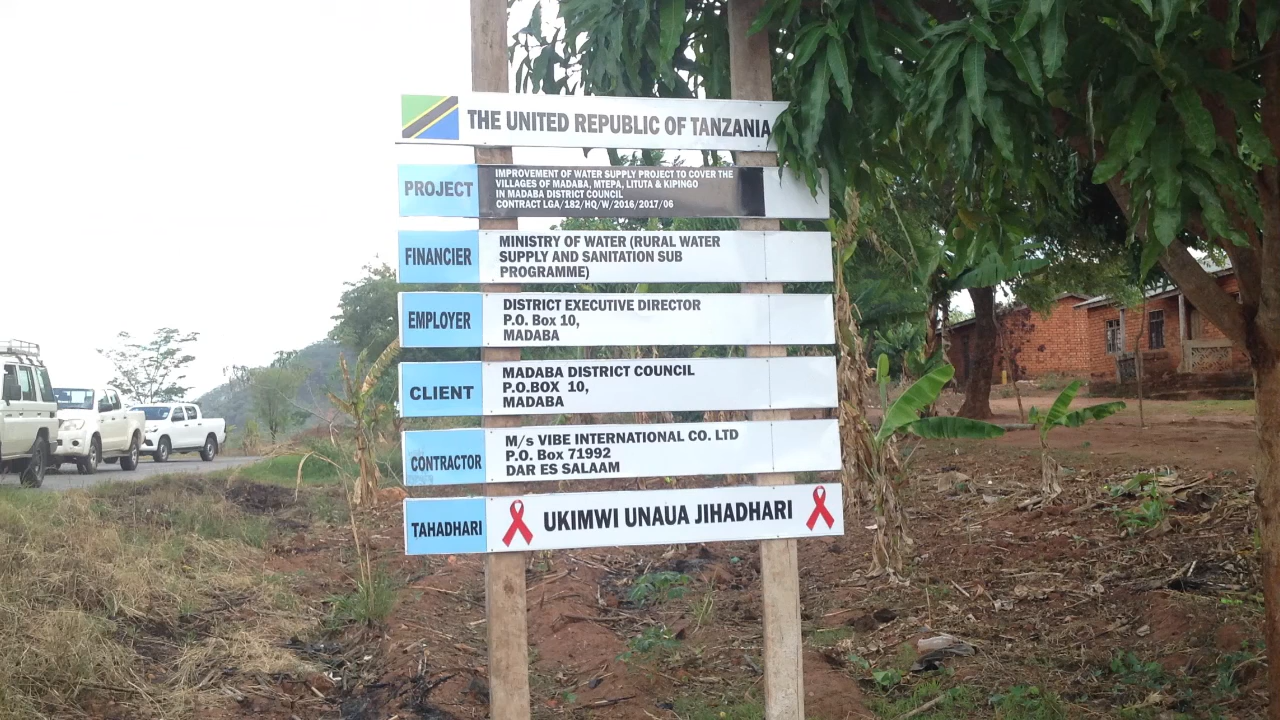 THE UNITED REPUBLIC OF TANZANIA
PROJECT
IMPROVEMENT OF WATER SUPPLY PROJECT TO COVER THE
VILLAGES OF MADABA, MTEPA, LITUTA & KIPINGO
IN MADABA DISTRICT COUNCIL
CONTRACT LGA/182/HQ/W/2016/2017/06
FINANCIER
MINISTRY OF WATER (RURAL WATER
SUPPLY AND SANITATION SUB
PROGRAMME)
EMPLOYER
DISTRICT EXECUTIVE DIRECTOR
P.O. Box 10,
MADABA
CLIENT
MADABA DISTRICT COUNCIL
P.O.BOX 10,
MADABA
CONTRACTOR
M/s VIBE INTERNATIONAL CO. LTD
P.O. Box 71992
DAR ES SALAAM
TAHADHARI
UKIMWI UNAUA JIHADHARI